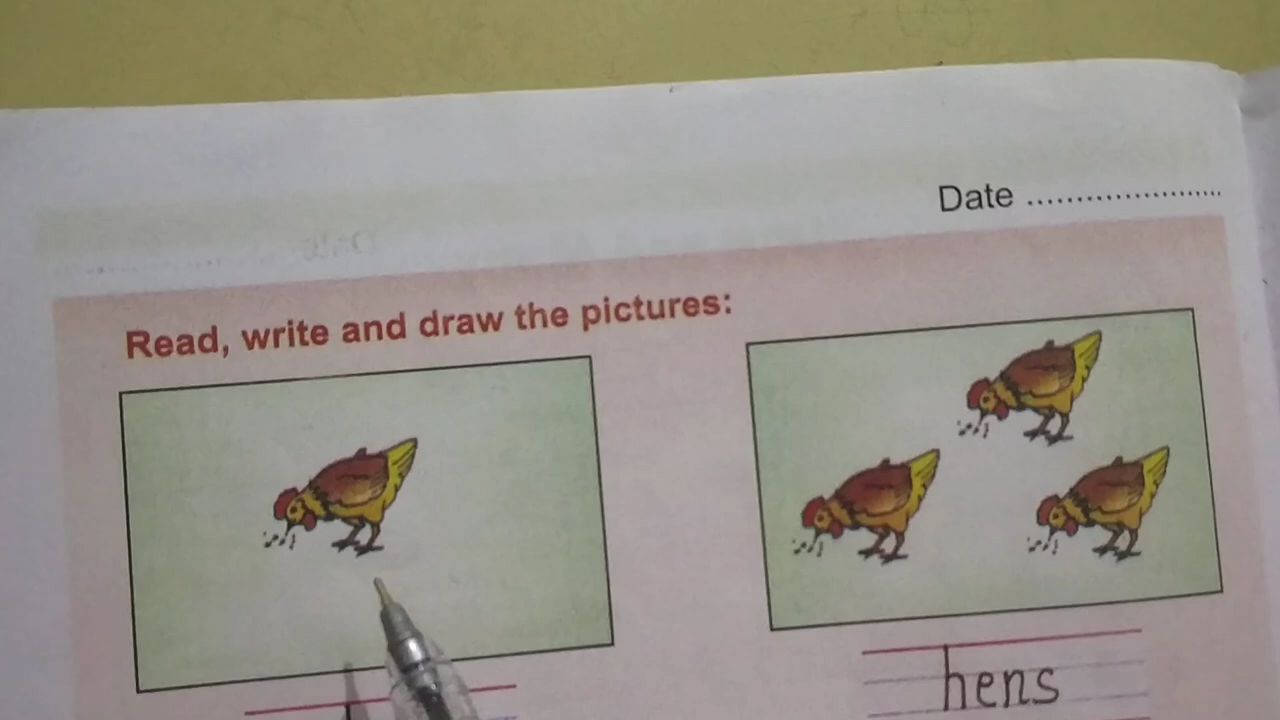 Date ......................
Read, write and draw the pictures:
hens